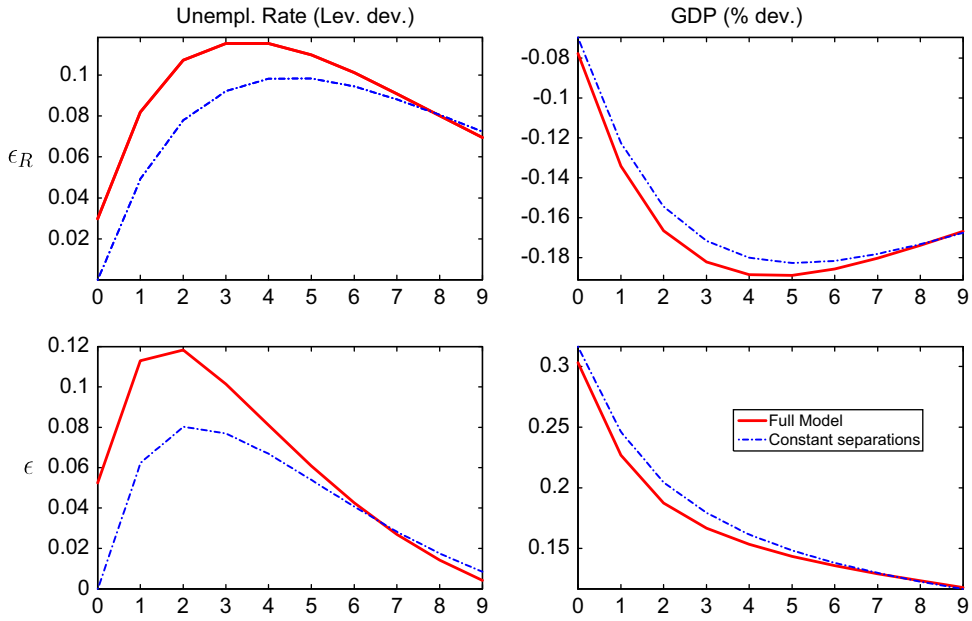 Unempl. Rate (Lev. dev.)
GDP (% dev.)
ϵ_R
0.1
0.08
0.06
0.04
0.02
0 1 2 3 4 5 6 7 8 9
-0.08
-0.1
-0.12
-0.14
-0.16
-0.18
0 1 2 3 4 5 6 7 8 9
ϵ
0.12
0.1
0.08
0.06
0.04
0.02
0
0 1 2 3 4 5 6 7 8 9
0.3
0.25
0.2
0.15
0 1 2 3 4 5 6 7 8 9
Full Model
Constant separations